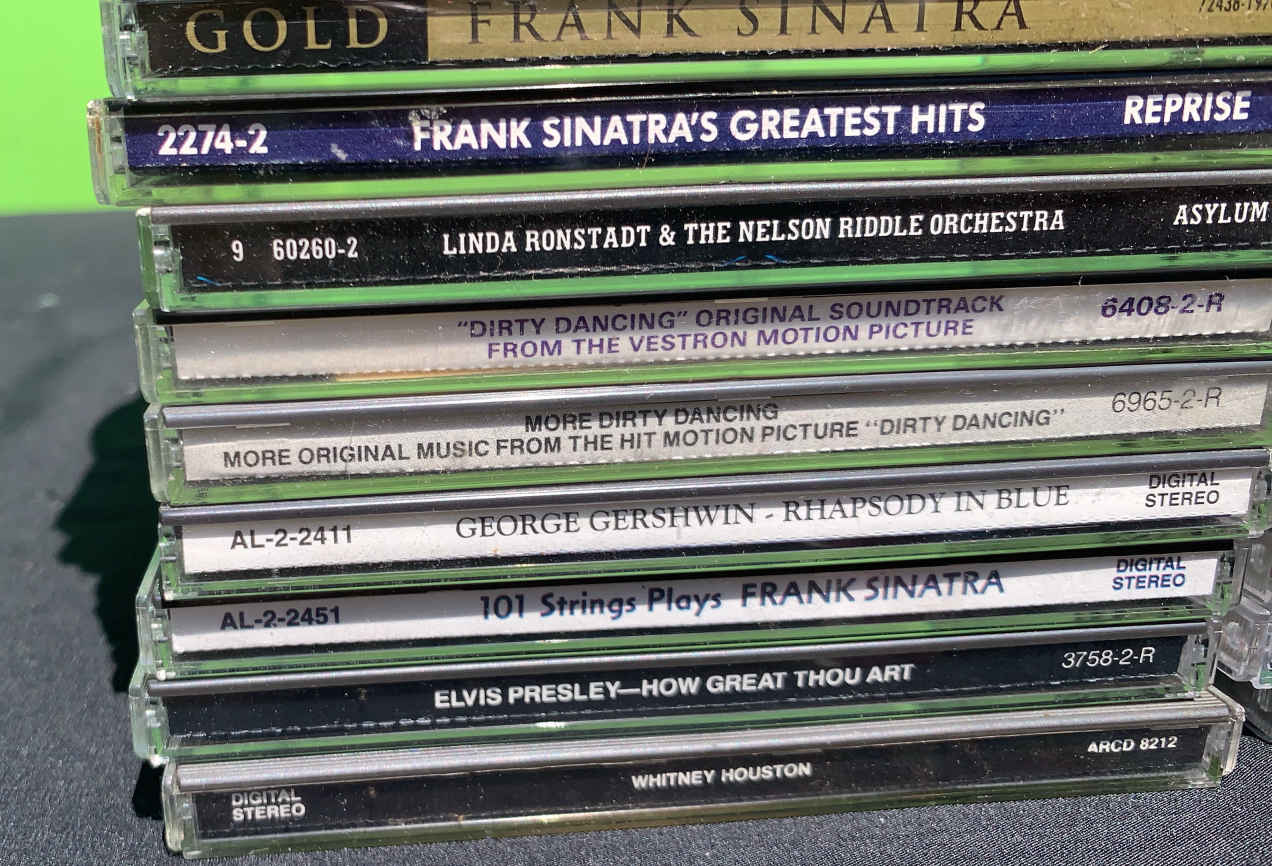 GOLD FRANK SINATRA
2274-2 FRANK SINATRA'S GREATEST HITS REPRISE
9 60260-2 LINDA RONSTADT & THE NELSON RIDDLE ORCHESTRA ASYLUM
"DIRTY DANCING" ORIGINAL SOUNDTRACK 6408-2-R
FROM THE VESTRON MOTION PICTURE
MORE DIRTY DANCING 6965-2-R
MORE ORIGINAL MUSIC FROM THE HIT MOTION PICTURE "DIRTY DANCING"
AL-2-2411 GEORGE GERSHWIN - RHAPSODY IN BLUE DIGITAL
STEREO
AL-2-2451 101 Strings Plays FRANK SINATRA DIGITAL
STEREO
ELVIS PRESLEY—HOW GREAT THOU ART 3758-2-R
DIGITAL
STEREO
WHITNEY HOUSTON ARCD 8212